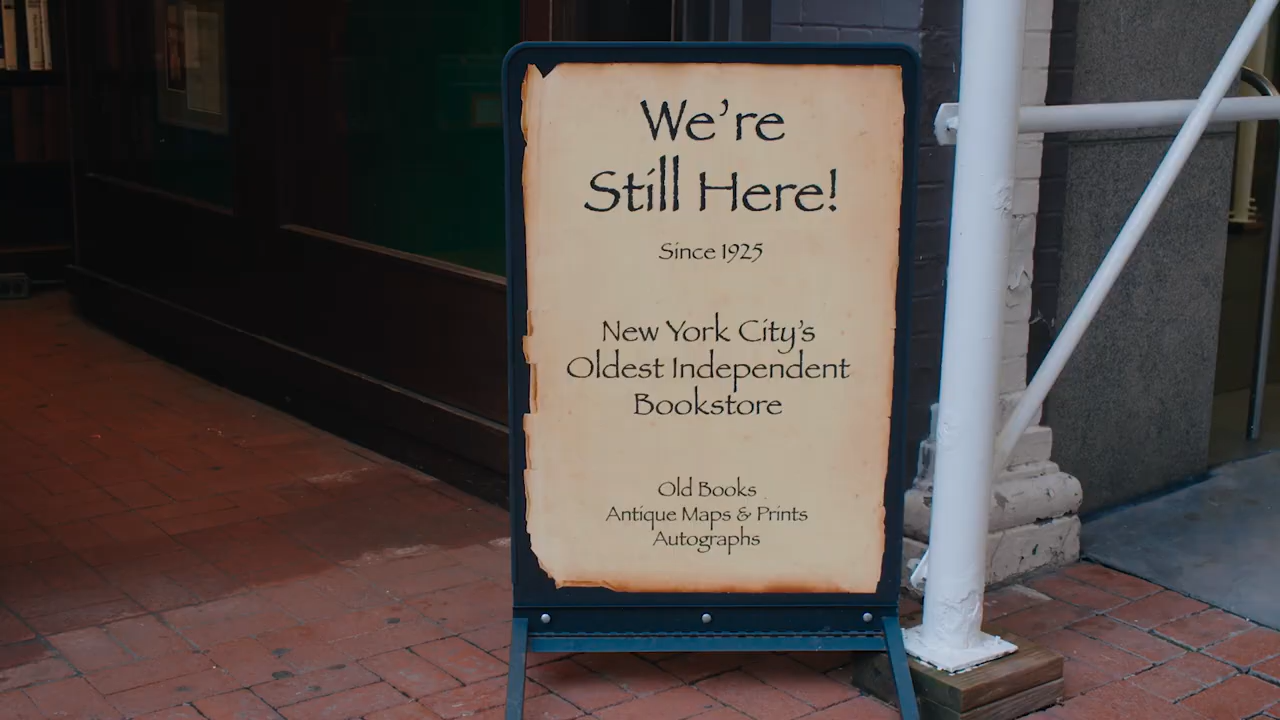 We're
Still Here!
Since 1925
New York City's
Oldest Independent
Bookstore
Old Books
Antique Maps & Prints
Autographs